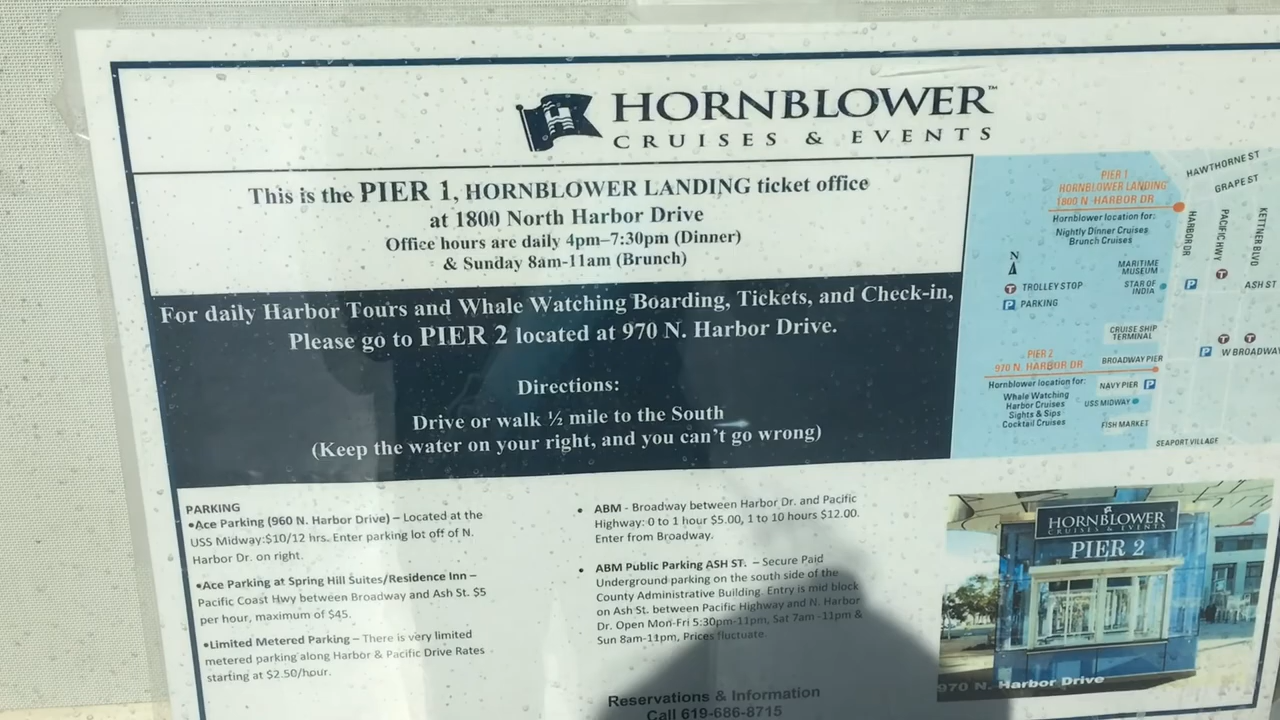 HORNBLOWER™
CRUISES & EVENTS
This is the PIER 1, HORNBLOWER LANDING ticket office
at 1800 North Harbor Drive
Office hours are daily 4pm–7:30pm (Dinner)
& Sunday 8am-11am (Brunch)
For daily Harbor Tours and Whale Watching Boarding, Tickets, and Check-in,
Please go to PIER 2 located at 970 N. Harbor Drive.
Directions:
Drive or walk ½ mile to the South
(Keep the water on your right, and you can't go wrong)
PIER 1
HORNBLOWER LANDING
1800 N. HARBOR DR
Hornblower location for:
Nightly Dinner Cruises
Brunch Cruises
HAWTHORNE ST
GRAPE ST
HARBOR DR
PACIFIC HWY
KETTNER BLVD
N
T TROLLEY STOP
P PARKING
MARITIME
MUSEUM
STAR OF
INDIA
P
T
ASH ST
CRUISE SHIP
TERMINAL
T T
P W BROADWAY
BROADWAY PIER
PIER 2
970 N. HARBOR DR
Hornblower location for:
Whale Watching
Harbor Cruises
Sights & Sips
Cocktail Cruises
NAVY PIER P
USS MIDWAY
FISH MARKET
SEAPORT VILLAGE
PARKING
•Ace Parking (960 N. Harbor Drive) – Located at the
USS Midway:$10/12 hrs. Enter parking lot off of N.
Harbor Dr. on right.
•Ace Parking at Spring Hill Suites/Residence Inn –
Pacific Coast Hwy between Broadway and Ash St. $5
per hour, maximum of $45.
•Limited Metered Parking – There is very limited
metered parking along Harbor & Pacific Drive Rates
starting at $2.50/hour.
• ABM - Broadway between Harbor Dr. and Pacific
Highway: 0 to 1 hour $5.00, 1 to 10 hours $12.00.
Enter from Broadway.
• ABM Public Parking ASH ST. – Secure Paid
Underground parking on the south side of the
County Administrative Building. Entry is mid block
on Ash St. between Pacific Highway and N. Harbor
Dr. Open Mon-Fri 5:30pm-11pm, Sat 7am -11pm &
Sun 8am-11pm, Prices fluctuate.
HORNBLOWER
CRUISES & EVENTS
PIER 2
970 N. Harbor Drive
Reservations & Information
Call 619-686-8715